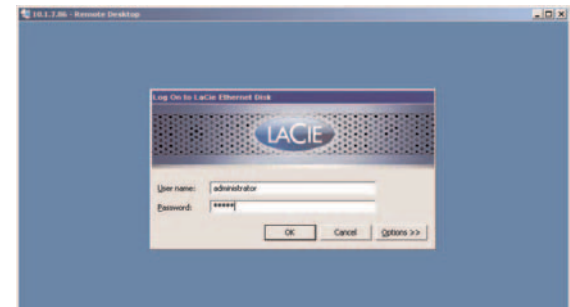 10.1.7.86 - Remote Desktop
Log On to LaCie Ethernet Disk
LACIE
User name: administrator
Password: *****
OK Cancel Options >>